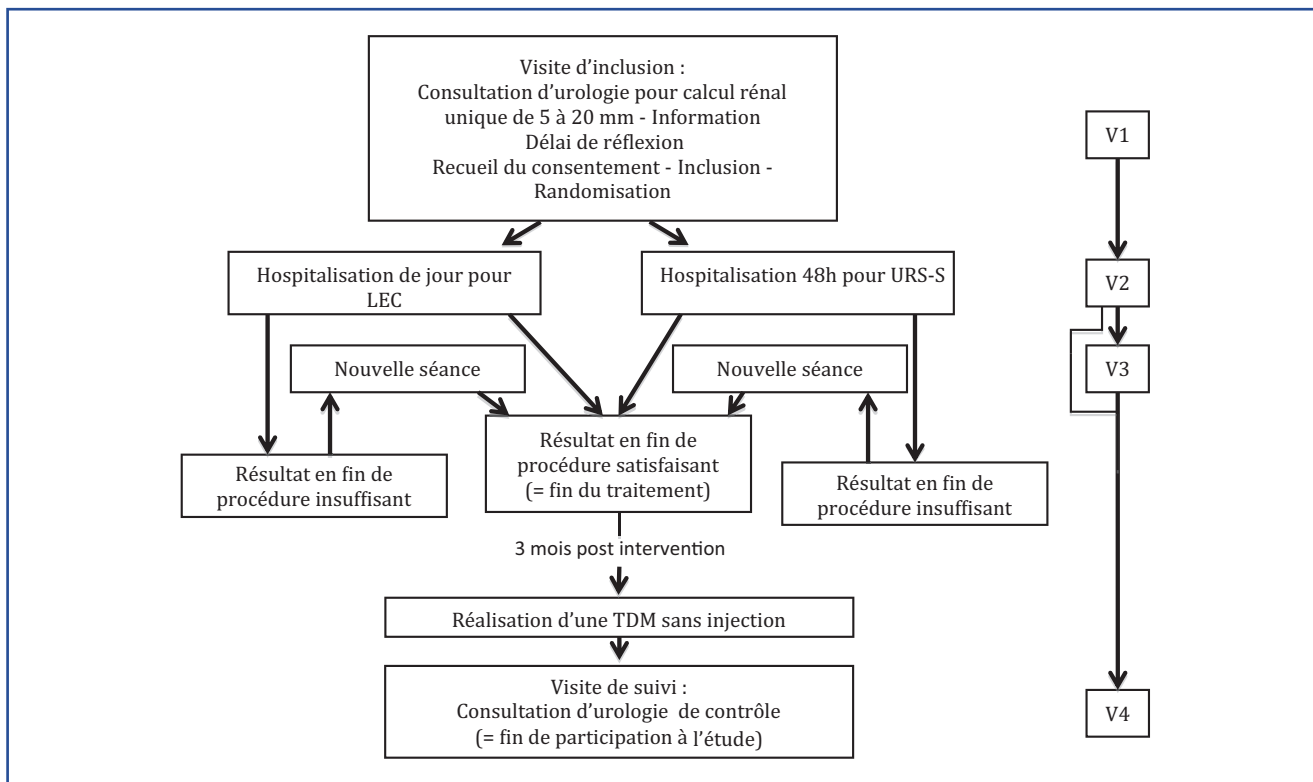 Visite d’inclusion :
Consultation d’urologie pour calcul rénal
unique de 5 à 20 mm - Information
Délai de réflexion
Recueil du consentement - Inclusion -
Randomisation
V1
Hospitalisation de jour pour
LEC
Hospitalisation 48h pour URS-S
V2
Nouvelle séance
Nouvelle séance
V3
Résultat en fin de
procédure insuffisant
Résultat en fin de
procédure satisfaisant
(= fin du traitement)
Résultat en fin de
procédure insuffisant
3 mois post intervention
Réalisation d’une TDM sans injection
Visite de suivi :
Consultation d’urologie de contrôle
(= fin de participation à l’étude)
V4